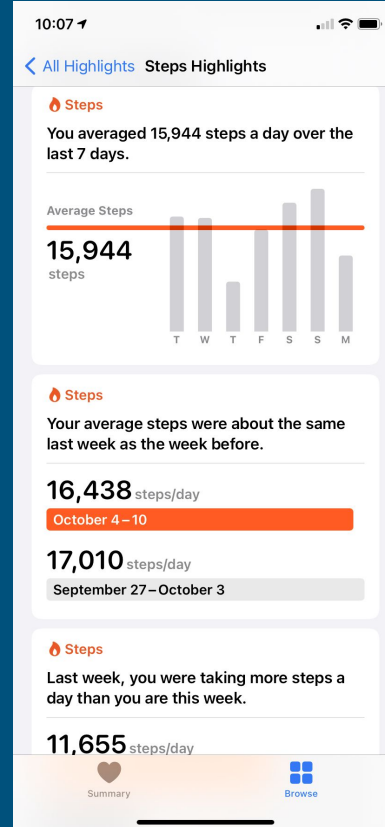 10:07
All Highlights Steps Highlights
Steps
You averaged 15,944 steps a day over the
last 7 days.
Average Steps
15,944
steps
T W T F S S M
Steps
Your average steps were about the same
last week as the week before.
16,438 steps/day
October 4–10
17,010 steps/day
September 27–October 3
Steps
Last week, you were taking more steps a
day than you are this week.
11,655 steps/day
Summary Browse